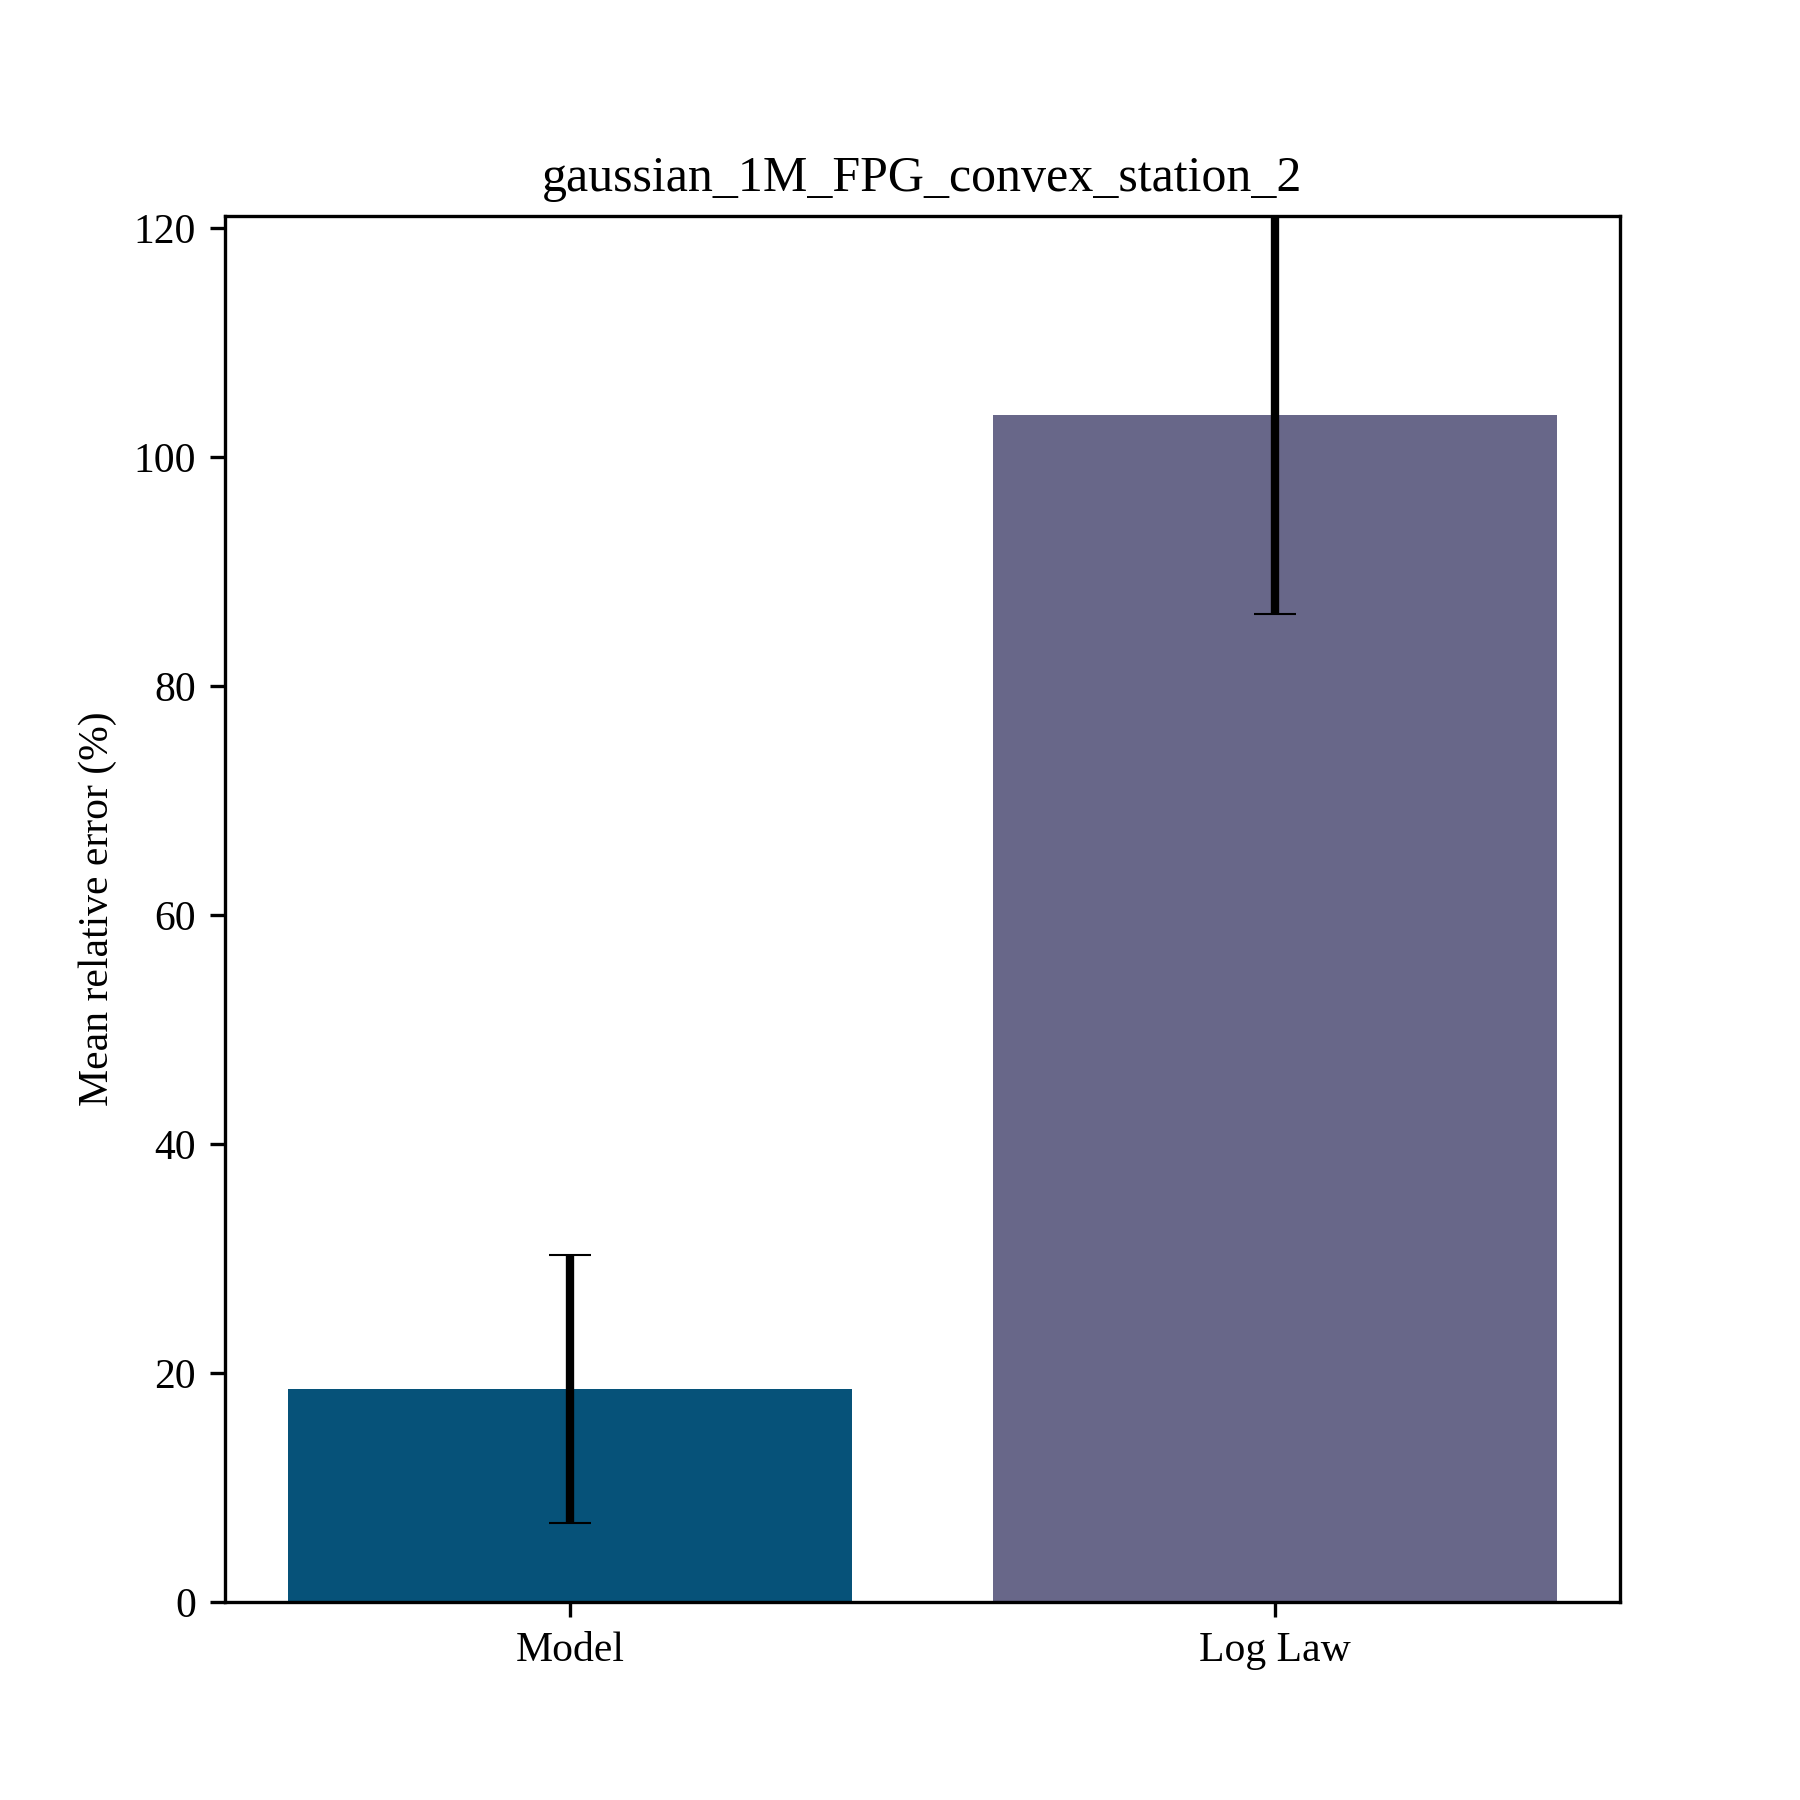 gaussian_1M_FPG_convex_station_2
120
100
80
60
40
20
0
Mean relative error (%)
Model
Log Law